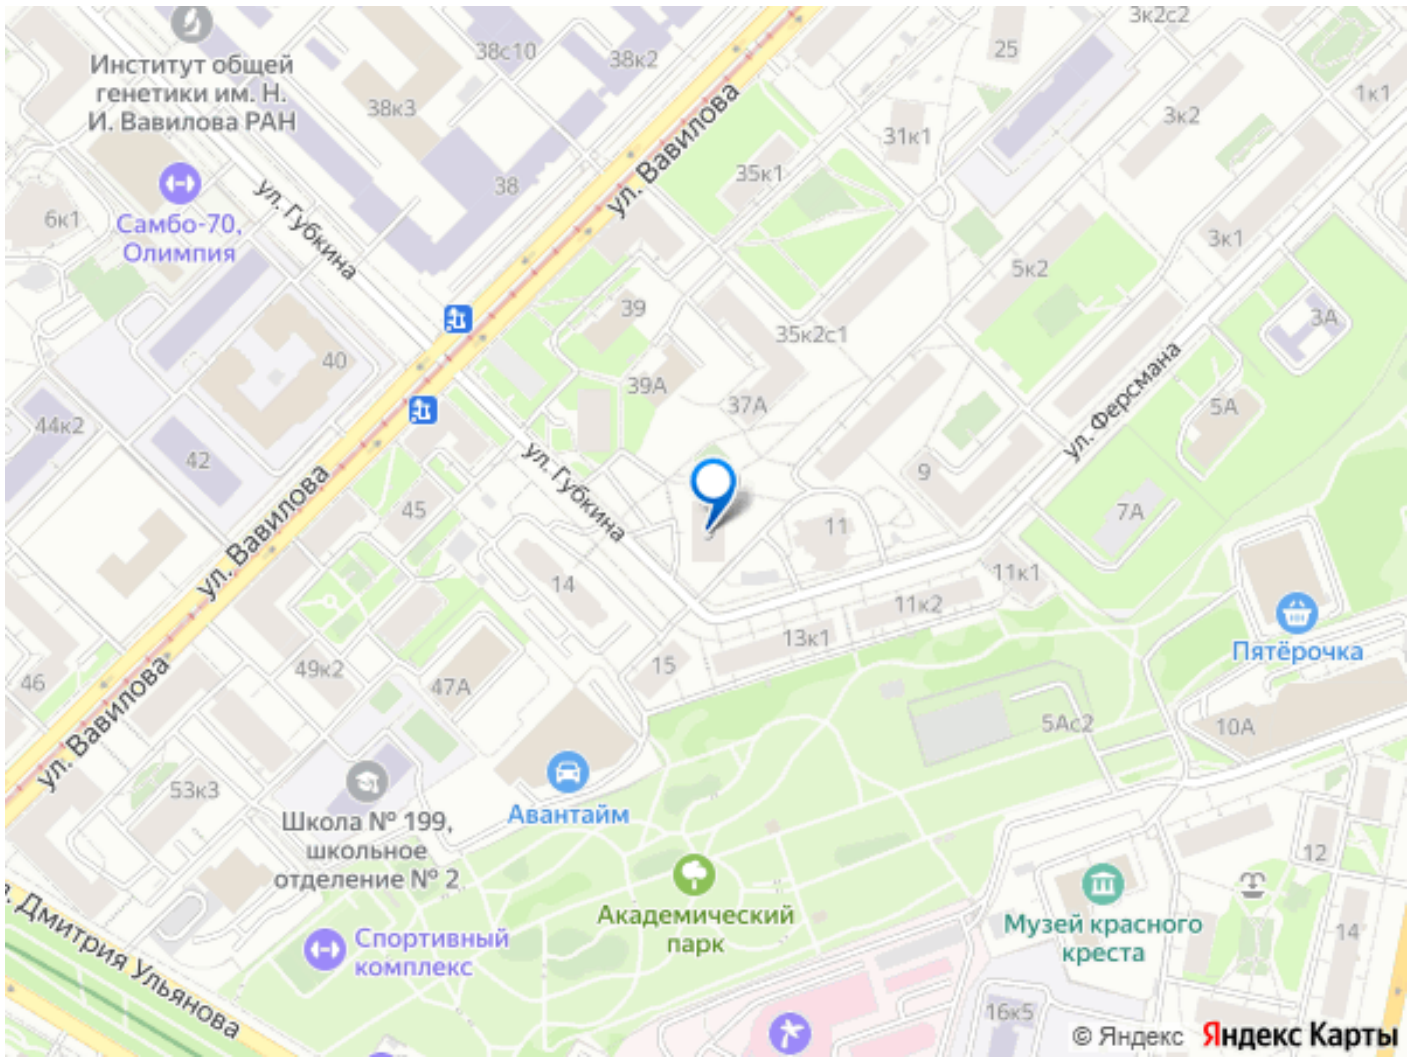 3к2с2
25
38с10
38к2
Институт общей
генетики им. Н.
И. Вавилова РАН
38к3
1к1
3к2
31к1
ул. Вавилова
35к1
38
ул. Губкина
6к1
Самбо-70,
Олимпия
3к1
5к2
39
3А
35к2с1
40
39А
37А
ул. Ферсмана
5А
44к2
42
ул. Губкина
9
45
ул. Вавилова
7А
11
14
11к1
11к2
13к1
Пятёрочка
15
49к2
47А
46
ул. Вавилова
5Ас2
10А
53к3
Авантайм
Школа № 199,
школьное
отделение № 2
12
Академический
парк
Музей красного
креста
14
Дмитрия Ульянова
Спортивный
комплекс
16к5
© Яндекс Яндекс Карты